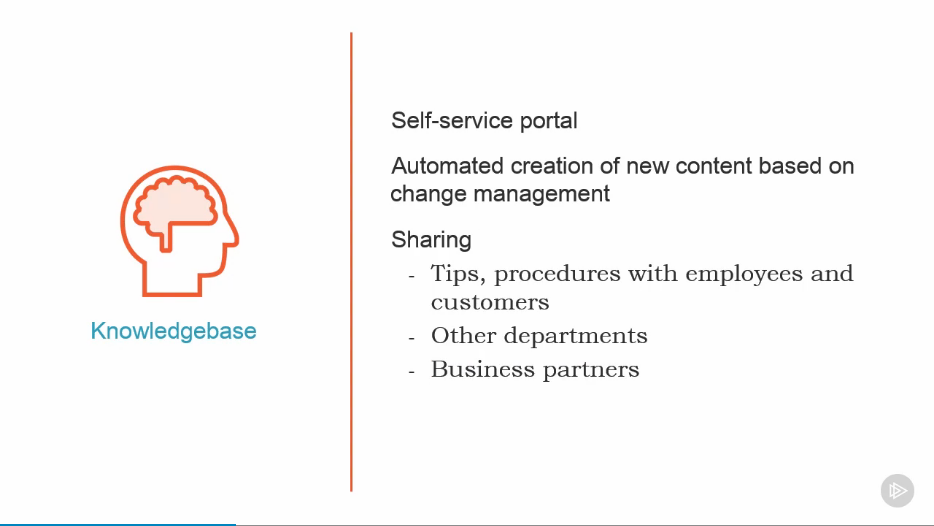 Self-service portal
Automated creation of new content based on
change management
Sharing
- Tips, procedures with employees and
customers
- Other departments
- Business partners
Knowledgebase